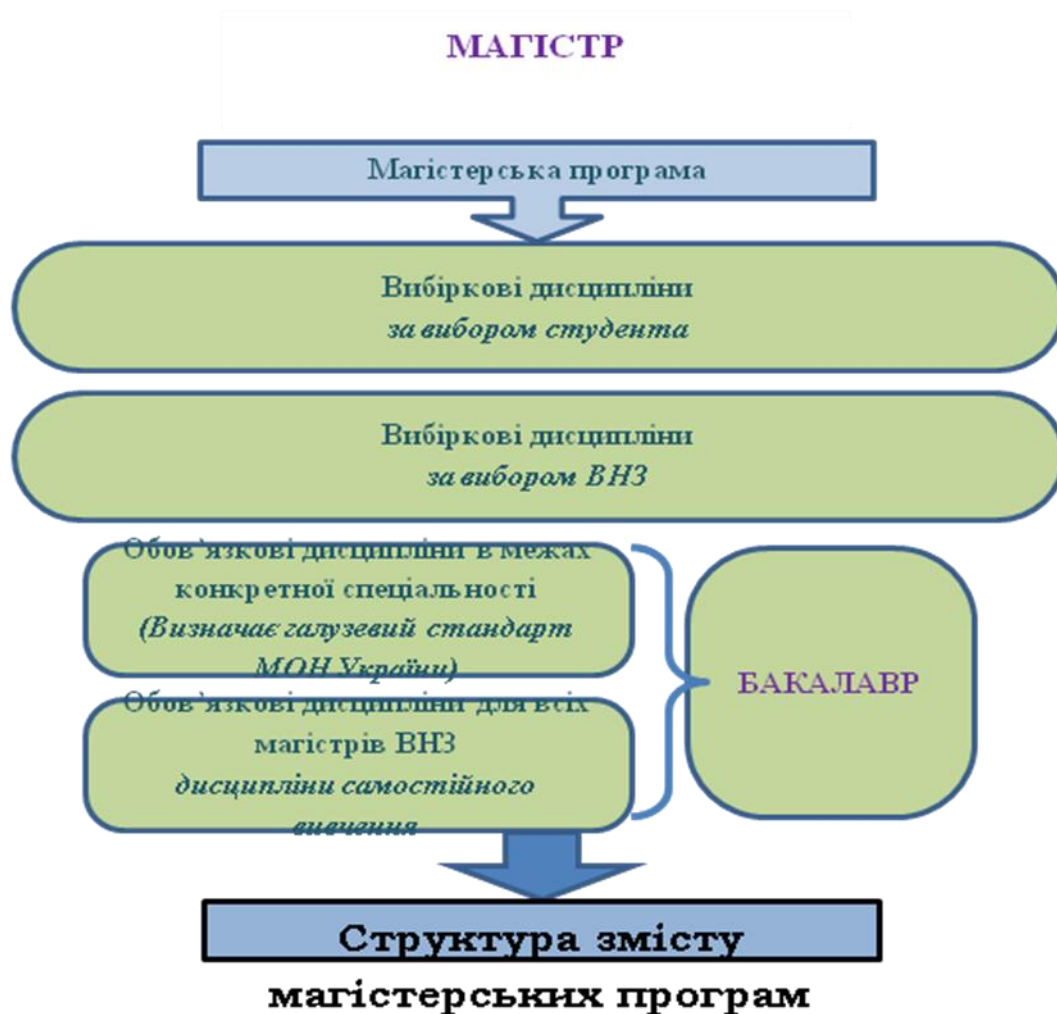 МАГІСТР
Магістерська програма
Вибіркові дисципліни
за вибором студента
Вибіркові дисципліни
за вибором ВНЗ
Обов’язкові дисципліни в межах
конкретної спеціальності
(Визначає галузевий стандарт
МОН України)
Обов’язкові дисципліни для всіх
магістрів ВНЗ
дисципліни самостійного
вивчення
БАКАЛАВР
Структура змісту
магістерських програм